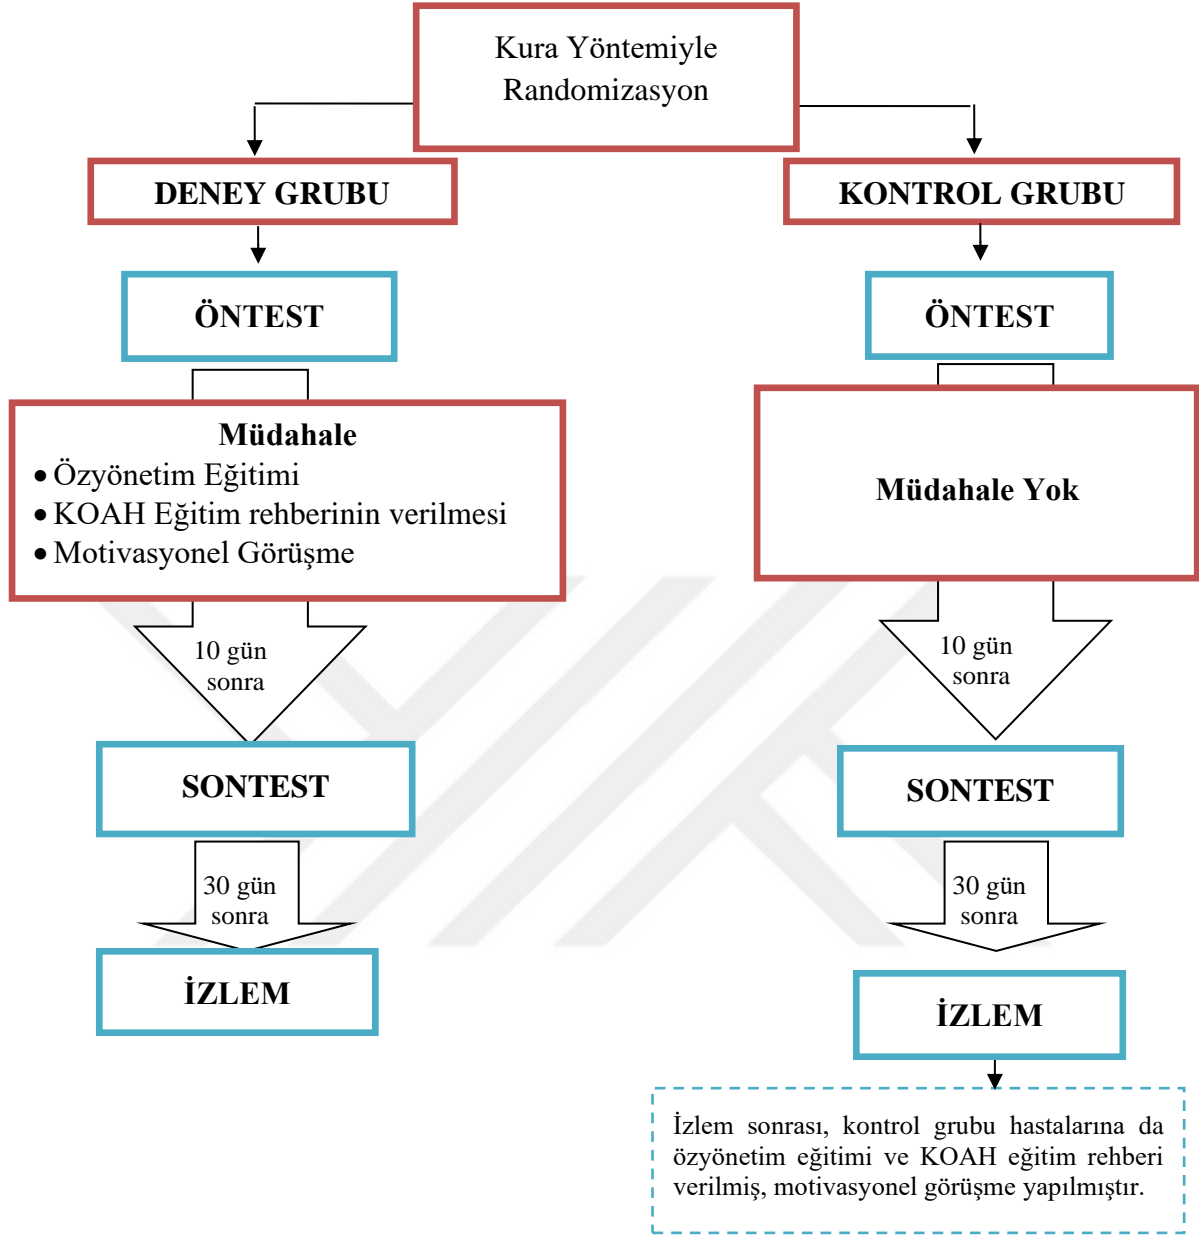 Kura Yöntemiyle
Randomizasyon
DENEY GRUBU
KONTROL GRUBU
ÖNTEST
ÖNTEST
Müdahale
• Özyönetim Eğitimi
• KOAH Eğitim rehberinin verilmesi
• Motivasyonel Görüşme
Müdahale Yok
10 gün
sonra
10 gün
sonra
SONTEST
SONTEST
30 gün
sonra
30 gün
sonra
İZLEM
İZLEM
İzlem sonrası, kontrol grubu hastalarına da
özyönetim eğitimi ve KOAH eğitim rehberi
verilmiş, motivasyonel görüşme yapılmıştır.